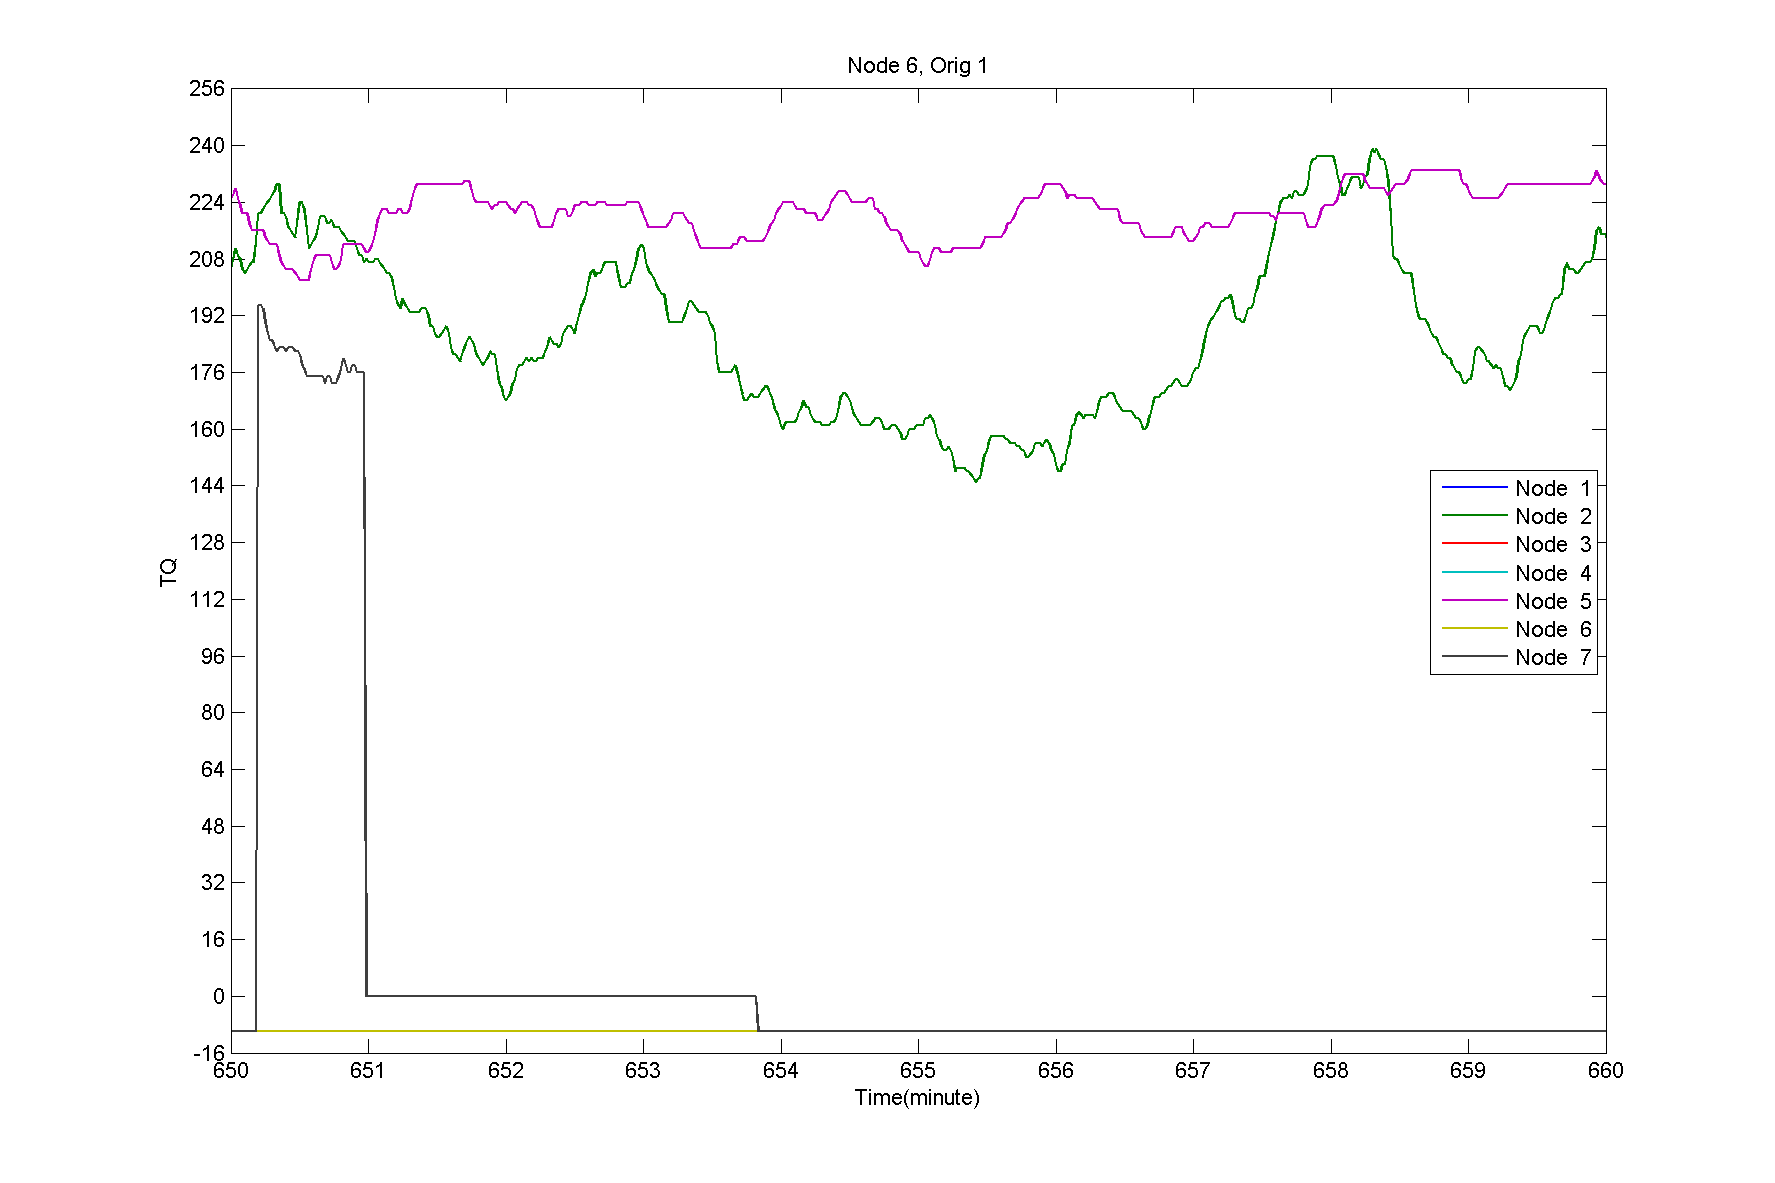 Node 6, Orig 1
256
240
224
208
192
176
160
144
128
112
96
80
64
48
32
16
0
-16
TQ
Node 1
Node 2
Node 3
Node 4
Node 5
Node 6
Node 7
650 651 652 653 654 655 656 657 658 659 660
Time(minute)